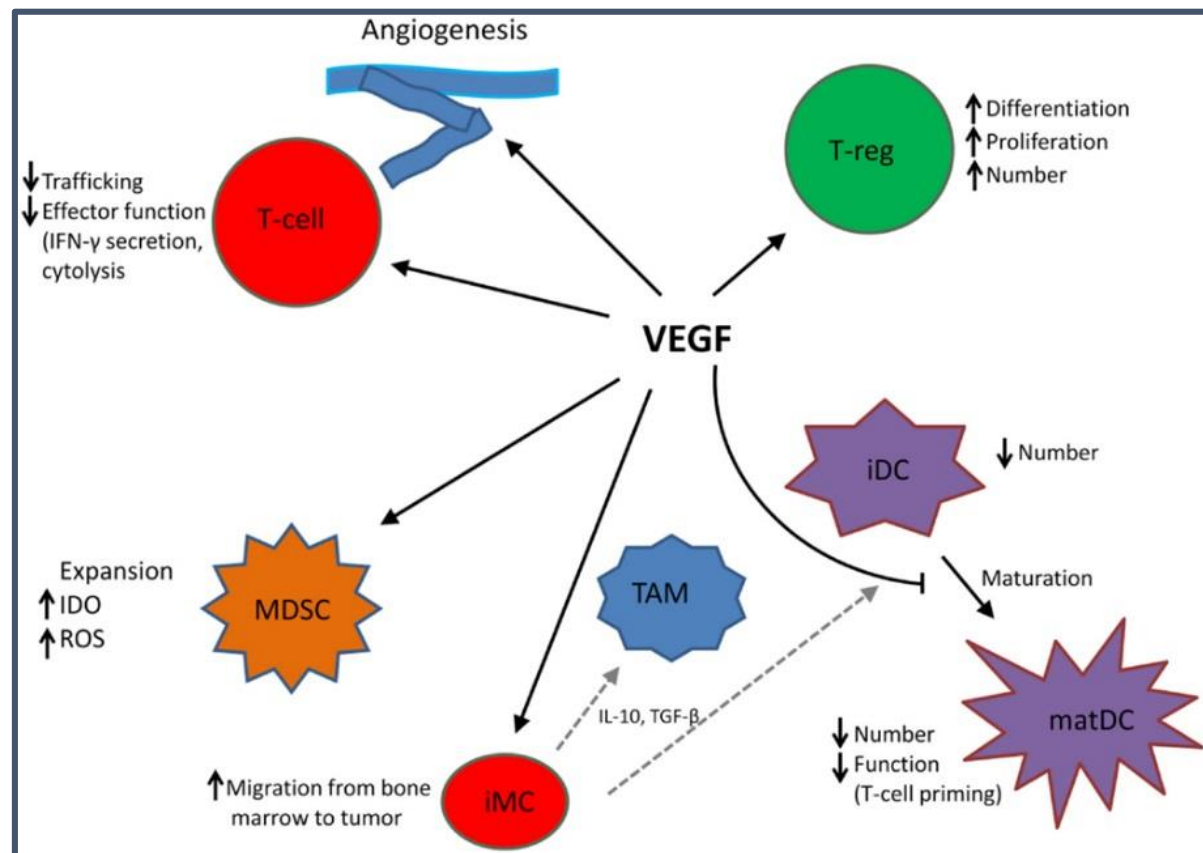 Angiogenesis
T-reg
↑ Differentiation
↑ Proliferation
↑ Number
↓ Trafficking
↓ Effector function
(IFN-γ secretion,
cytolysis
T-cell
VEGF
iDC
↓ Number
Maturation
Expansion
↑ IDO
↑ ROS
MDSC
TAM
IL-10, TGF-β
matDC
↓ Number
↓ Function
(T-cell priming)
↑ Migration from bone
marrow to tumor
iMC